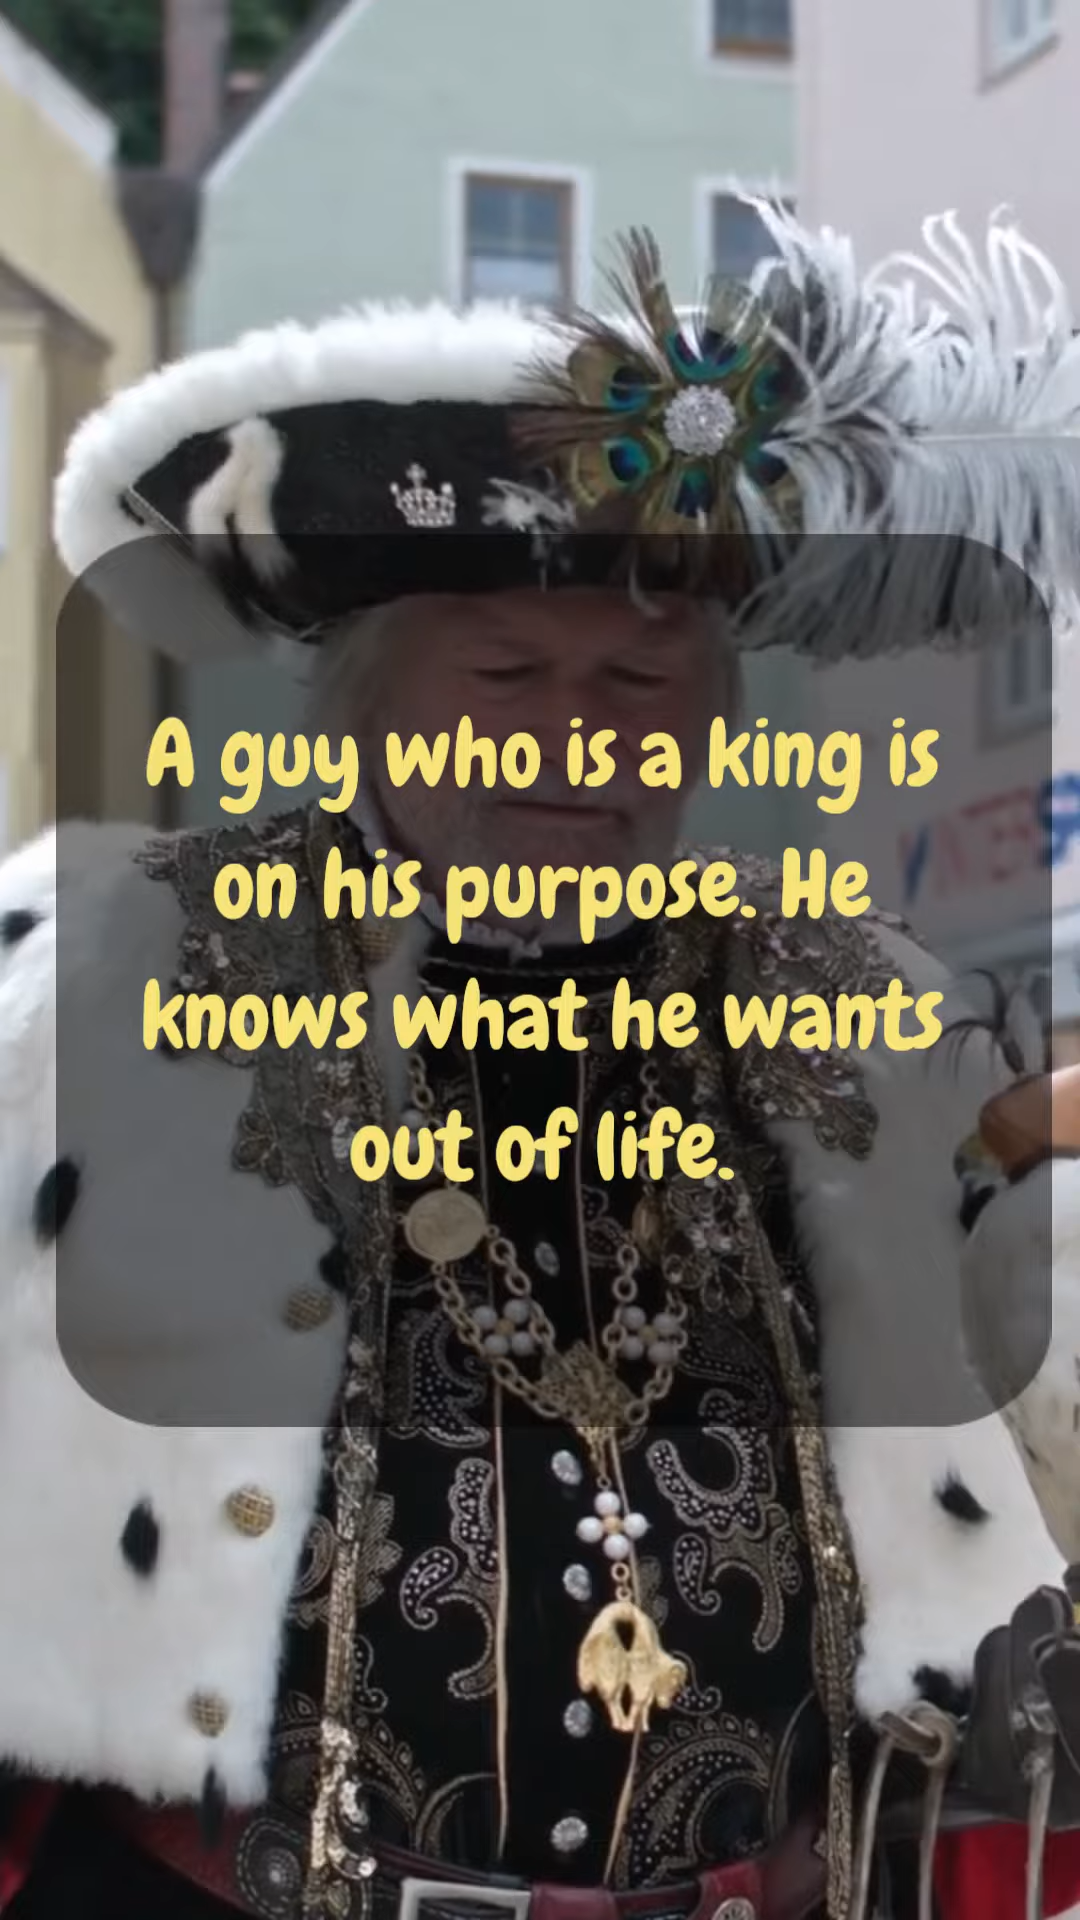 A guy who is a king is
on his purpose. He
knows what he wants
out of life.